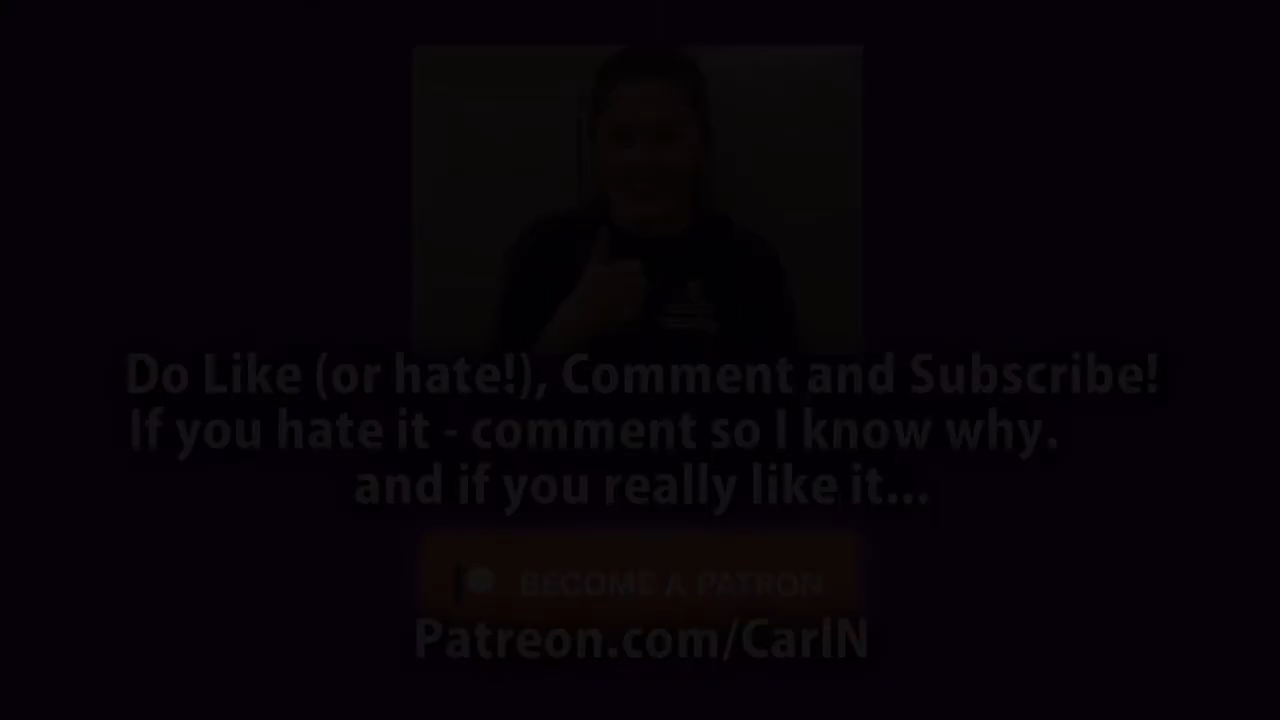 Do Like (or hate!), Comment and Subscribe!
If you hate it - comment so I know why.
and if you really like it...
BECOME A PATRON
Patreon.com/CarlN